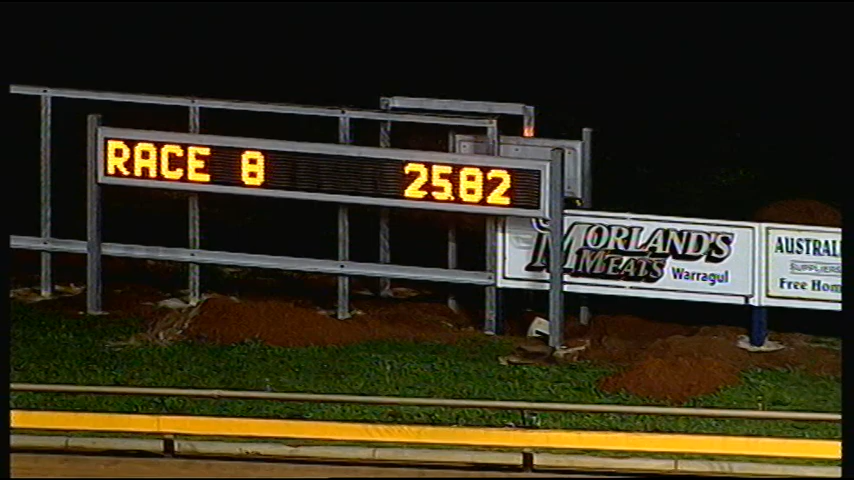 RACE 8 25.82
MORLAND'S
MEATS Warragul
AUSTRAL
SUPPLIERS
Free Hom